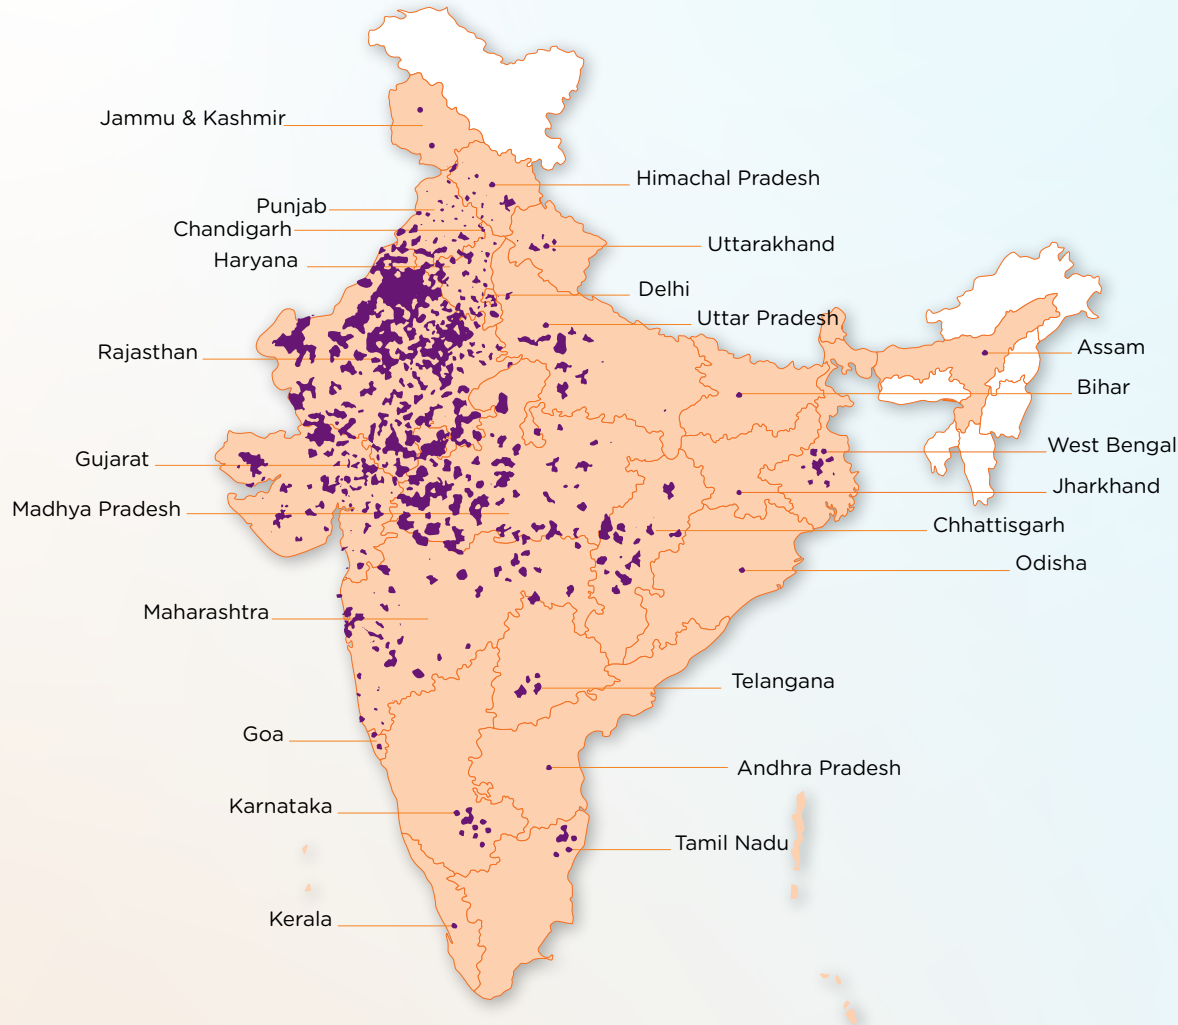 Jammu & Kashmir
Himachal Pradesh
Punjab
Chandigarh
Uttarakhand
Haryana
Delhi
Uttar Pradesh
Rajasthan
Assam
Bihar
West Bengal
Gujarat
Jharkhand
Madhya Pradesh
Chhattisgarh
Odisha
Maharashtra
Telangana
Goa
Andhra Pradesh
Karnataka
Tamil Nadu
Kerala